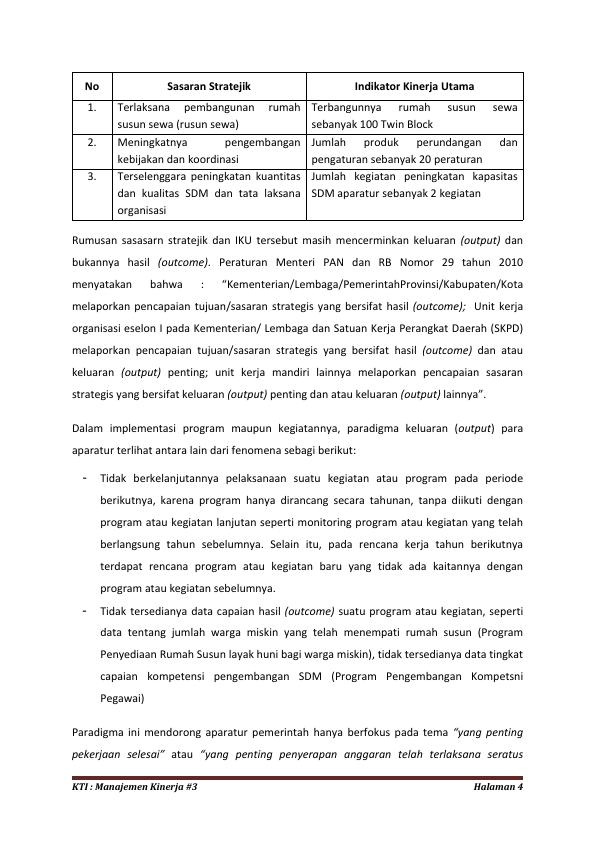 No Sasaran Stratejik Indikator Kinerja Utama
1. Terlaksana pembangunan rumah susun sewa (rusun sewa) Terbangunnya rumah susun sewa sebanyak 100 Twin Block
2. Meningkatnya pengembangan kebijakan dan koordinasi Jumlah produk perundangan dan pengaturan sebanyak 20 peraturan
3. Terselenggara peningkatan kuantitas dan kualitas SDM dan tata laksana organisasi Jumlah kegiatan peningkatan kapasitas SDM aparatur sebanyak 2 kegiatan
Rumusan sasasarn stratejik dan IKU tersebut masih mencerminkan keluaran (output) dan
bukannya hasil (outcome). Peraturan Menteri PAN dan RB Nomor 29 tahun 2010
menyatakan bahwa : “Kementerian/Lembaga/PemerintahProvinsi/Kabupaten/Kota
melaporkan pencapaian tujuan/sasaran strategis yang bersifat hasil (outcome); Unit kerja
organisasi eselon I pada Kementerian/ Lembaga dan Satuan Kerja Perangkat Daerah (SKPD)
melaporkan pencapaian tujuan/sasaran strategis yang bersifat hasil (outcome) dan atau
keluaran (output) penting; unit kerja mandiri lainnya melaporkan pencapaian sasaran
strategis yang bersifat keluaran (output) penting dan atau keluaran (output) lainnya”.
Dalam implementasi program maupun kegiatannya, paradigma keluaran (output) para
aparatur terlihat antara lain dari fenomena sebagi berikut:
- Tidak berkelanjutannya pelaksanaan suatu kegiatan atau program pada periode
berikutnya, karena program hanya dirancang secara tahunan, tanpa diikuti dengan
program atau kegiatan lanjutan seperti monitoring program atau kegiatan yang telah
berlangsung tahun sebelumnya. Selain itu, pada rencana kerja tahun berikutnya
terdapat rencana program atau kegiatan baru yang tidak ada kaitannya dengan
program atau kegiatan sebelumnya.
- Tidak tersedianya data capaian hasil (outcome) suatu program atau kegiatan, seperti
data tentang jumlah warga miskin yang telah menempati rumah susun (Program
Penyediaan Rumah Susun layak huni bagi warga miskin), tidak tersedianya data tingkat
capaian kompetensi pengembangan SDM (Program Pengembangan Kompetsni
Pegawai)
Paradigma ini mendorong aparatur pemerintah hanya berfokus pada tema “yang penting
pekerjaan selesai” atau “yang penting penyerapan anggaran telah terlaksana seratus
KTI : Manajemen Kinerja #3 Halaman 4